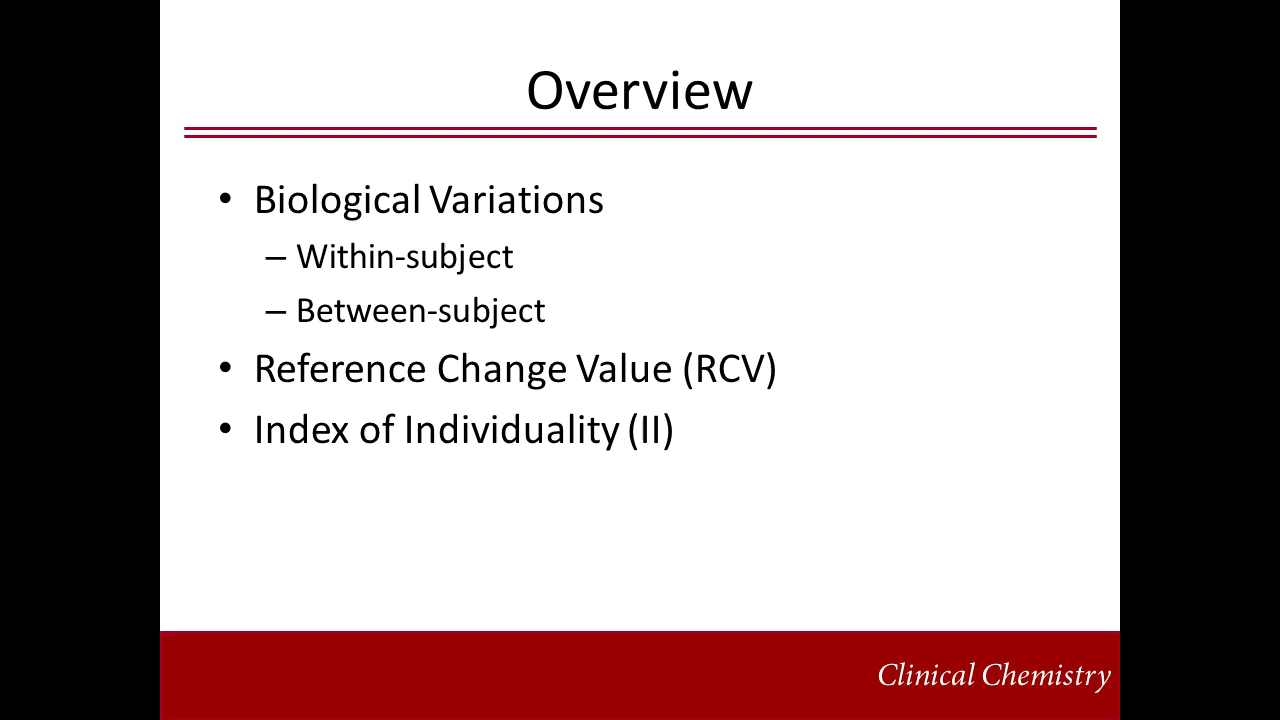 Overview
• Biological Variations
– Within-subject
– Between-subject
• Reference Change Value (RCV)
• Index of Individuality (II)
Clinical Chemistry